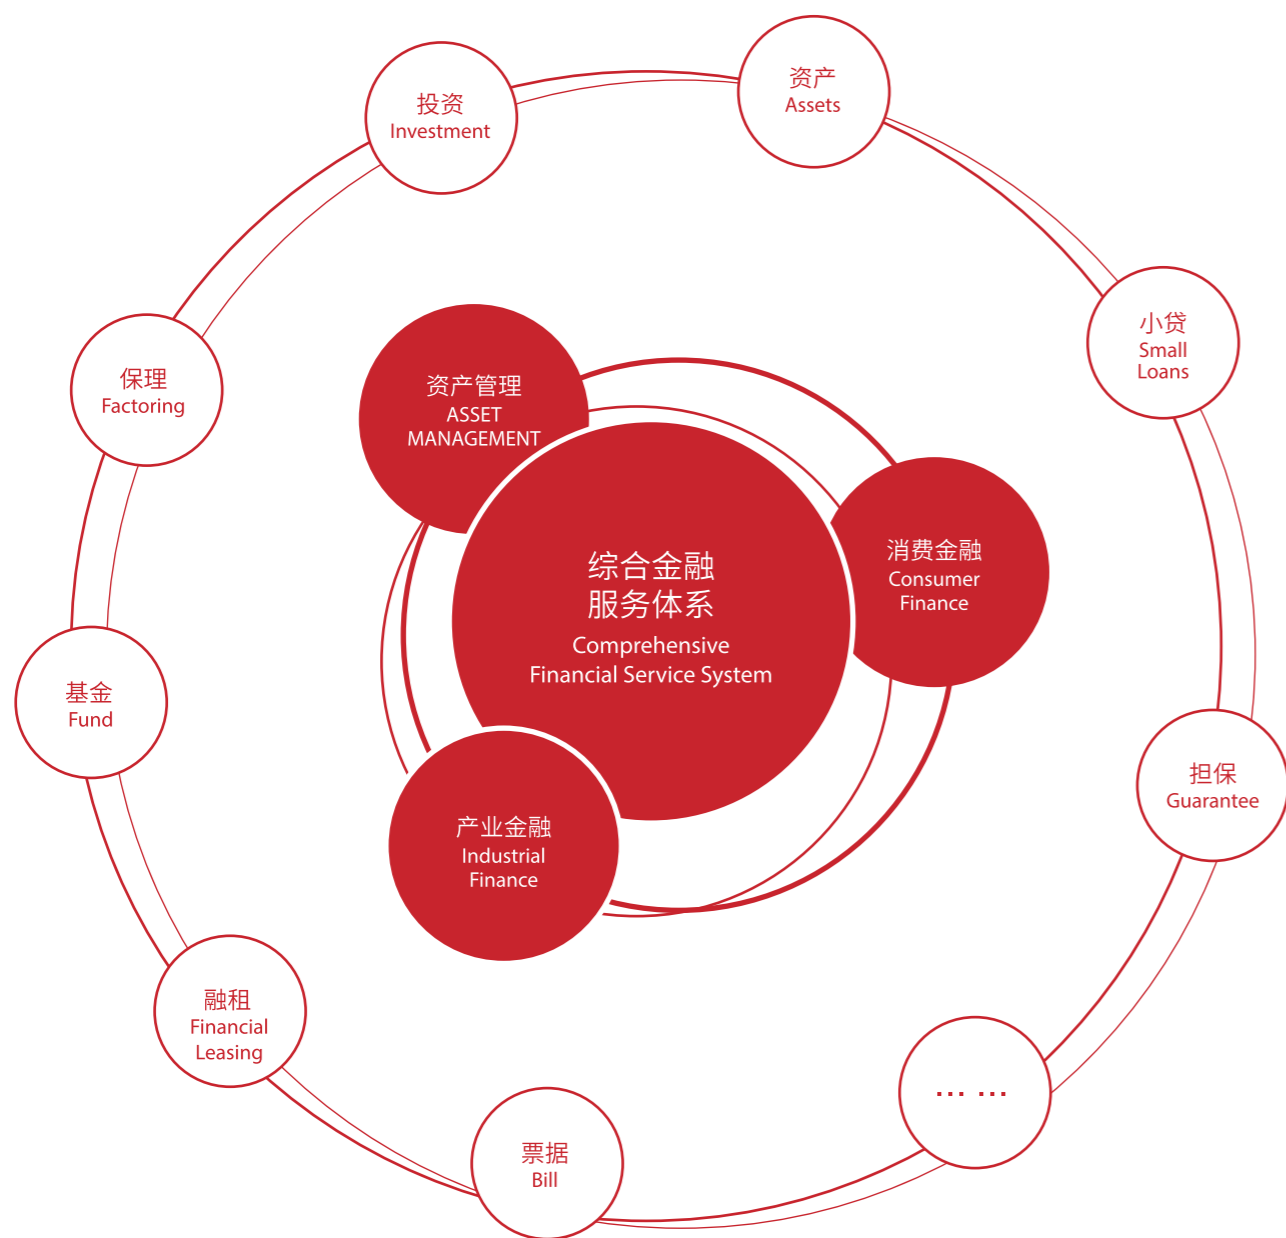 资产
Assets
投资
Investment
小贷
Small
Loans
保理
Factoring
资产管理
ASSET
MANAGEMENT
消费金融
Consumer
Finance
综合金融
服务体系
Comprehensive
Financial Service System
基金
Fund
担保
Guarantee
产业金融
Industrial
Finance
融租
Financial
Leasing
... ...
票据
Bill